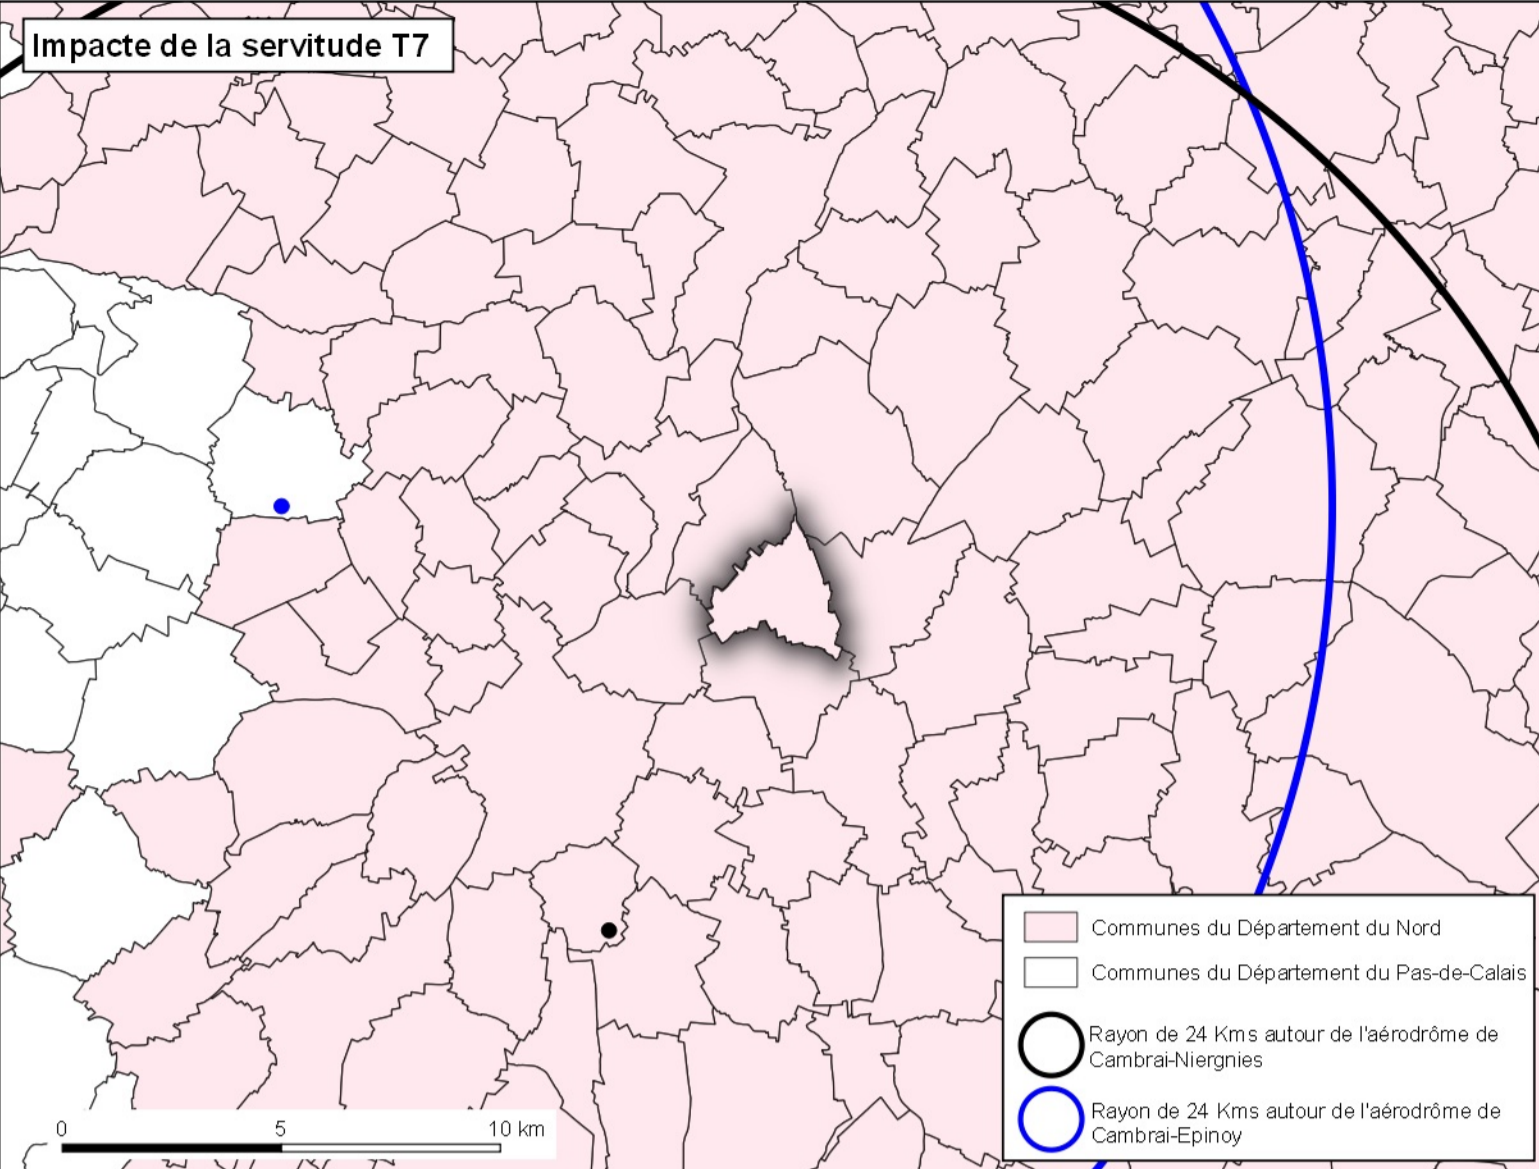 Impacte de la servitude T7
Communes du Département du Nord
Communes du Département du Pas-de-Calais
Rayon de 24 Kms autour de l'aérodrôme de
Cambrai-Niergnies
Rayon de 24 Kms autour de l'aérodrôme de
Cambrai-Epinoy
0 5 10 km